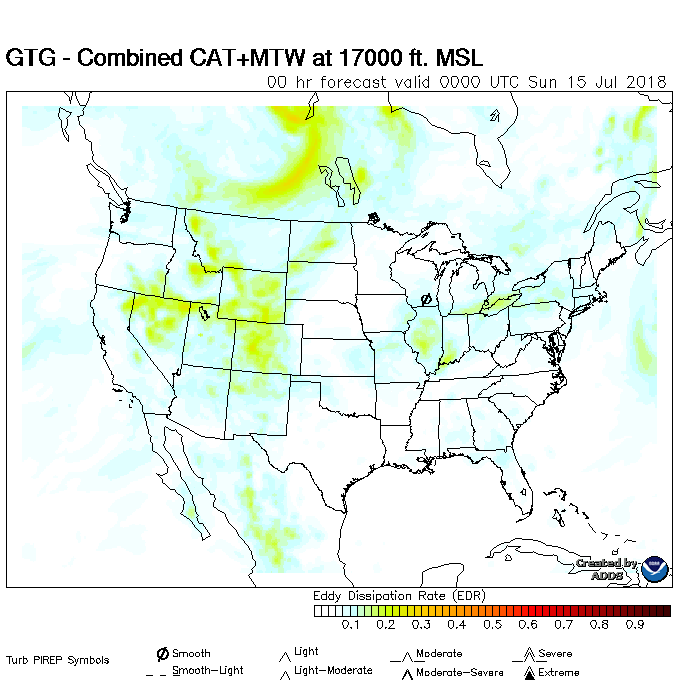 GTG - Combined CAT+MTW at 17000 ft. MSL
00 hr forecast valid 0000 UTC Sun 15 Jul 2018
Created by
ADDS
Eddy Dissipation Rate (EDR)
0.1 0.2 0.3 0.4 0.5 0.6 0.7 0.8 0.9
Turb PIREP Symbols
Smooth Light Moderate Severe
Smooth-Light Light-Moderate Moderate-Severe Extreme